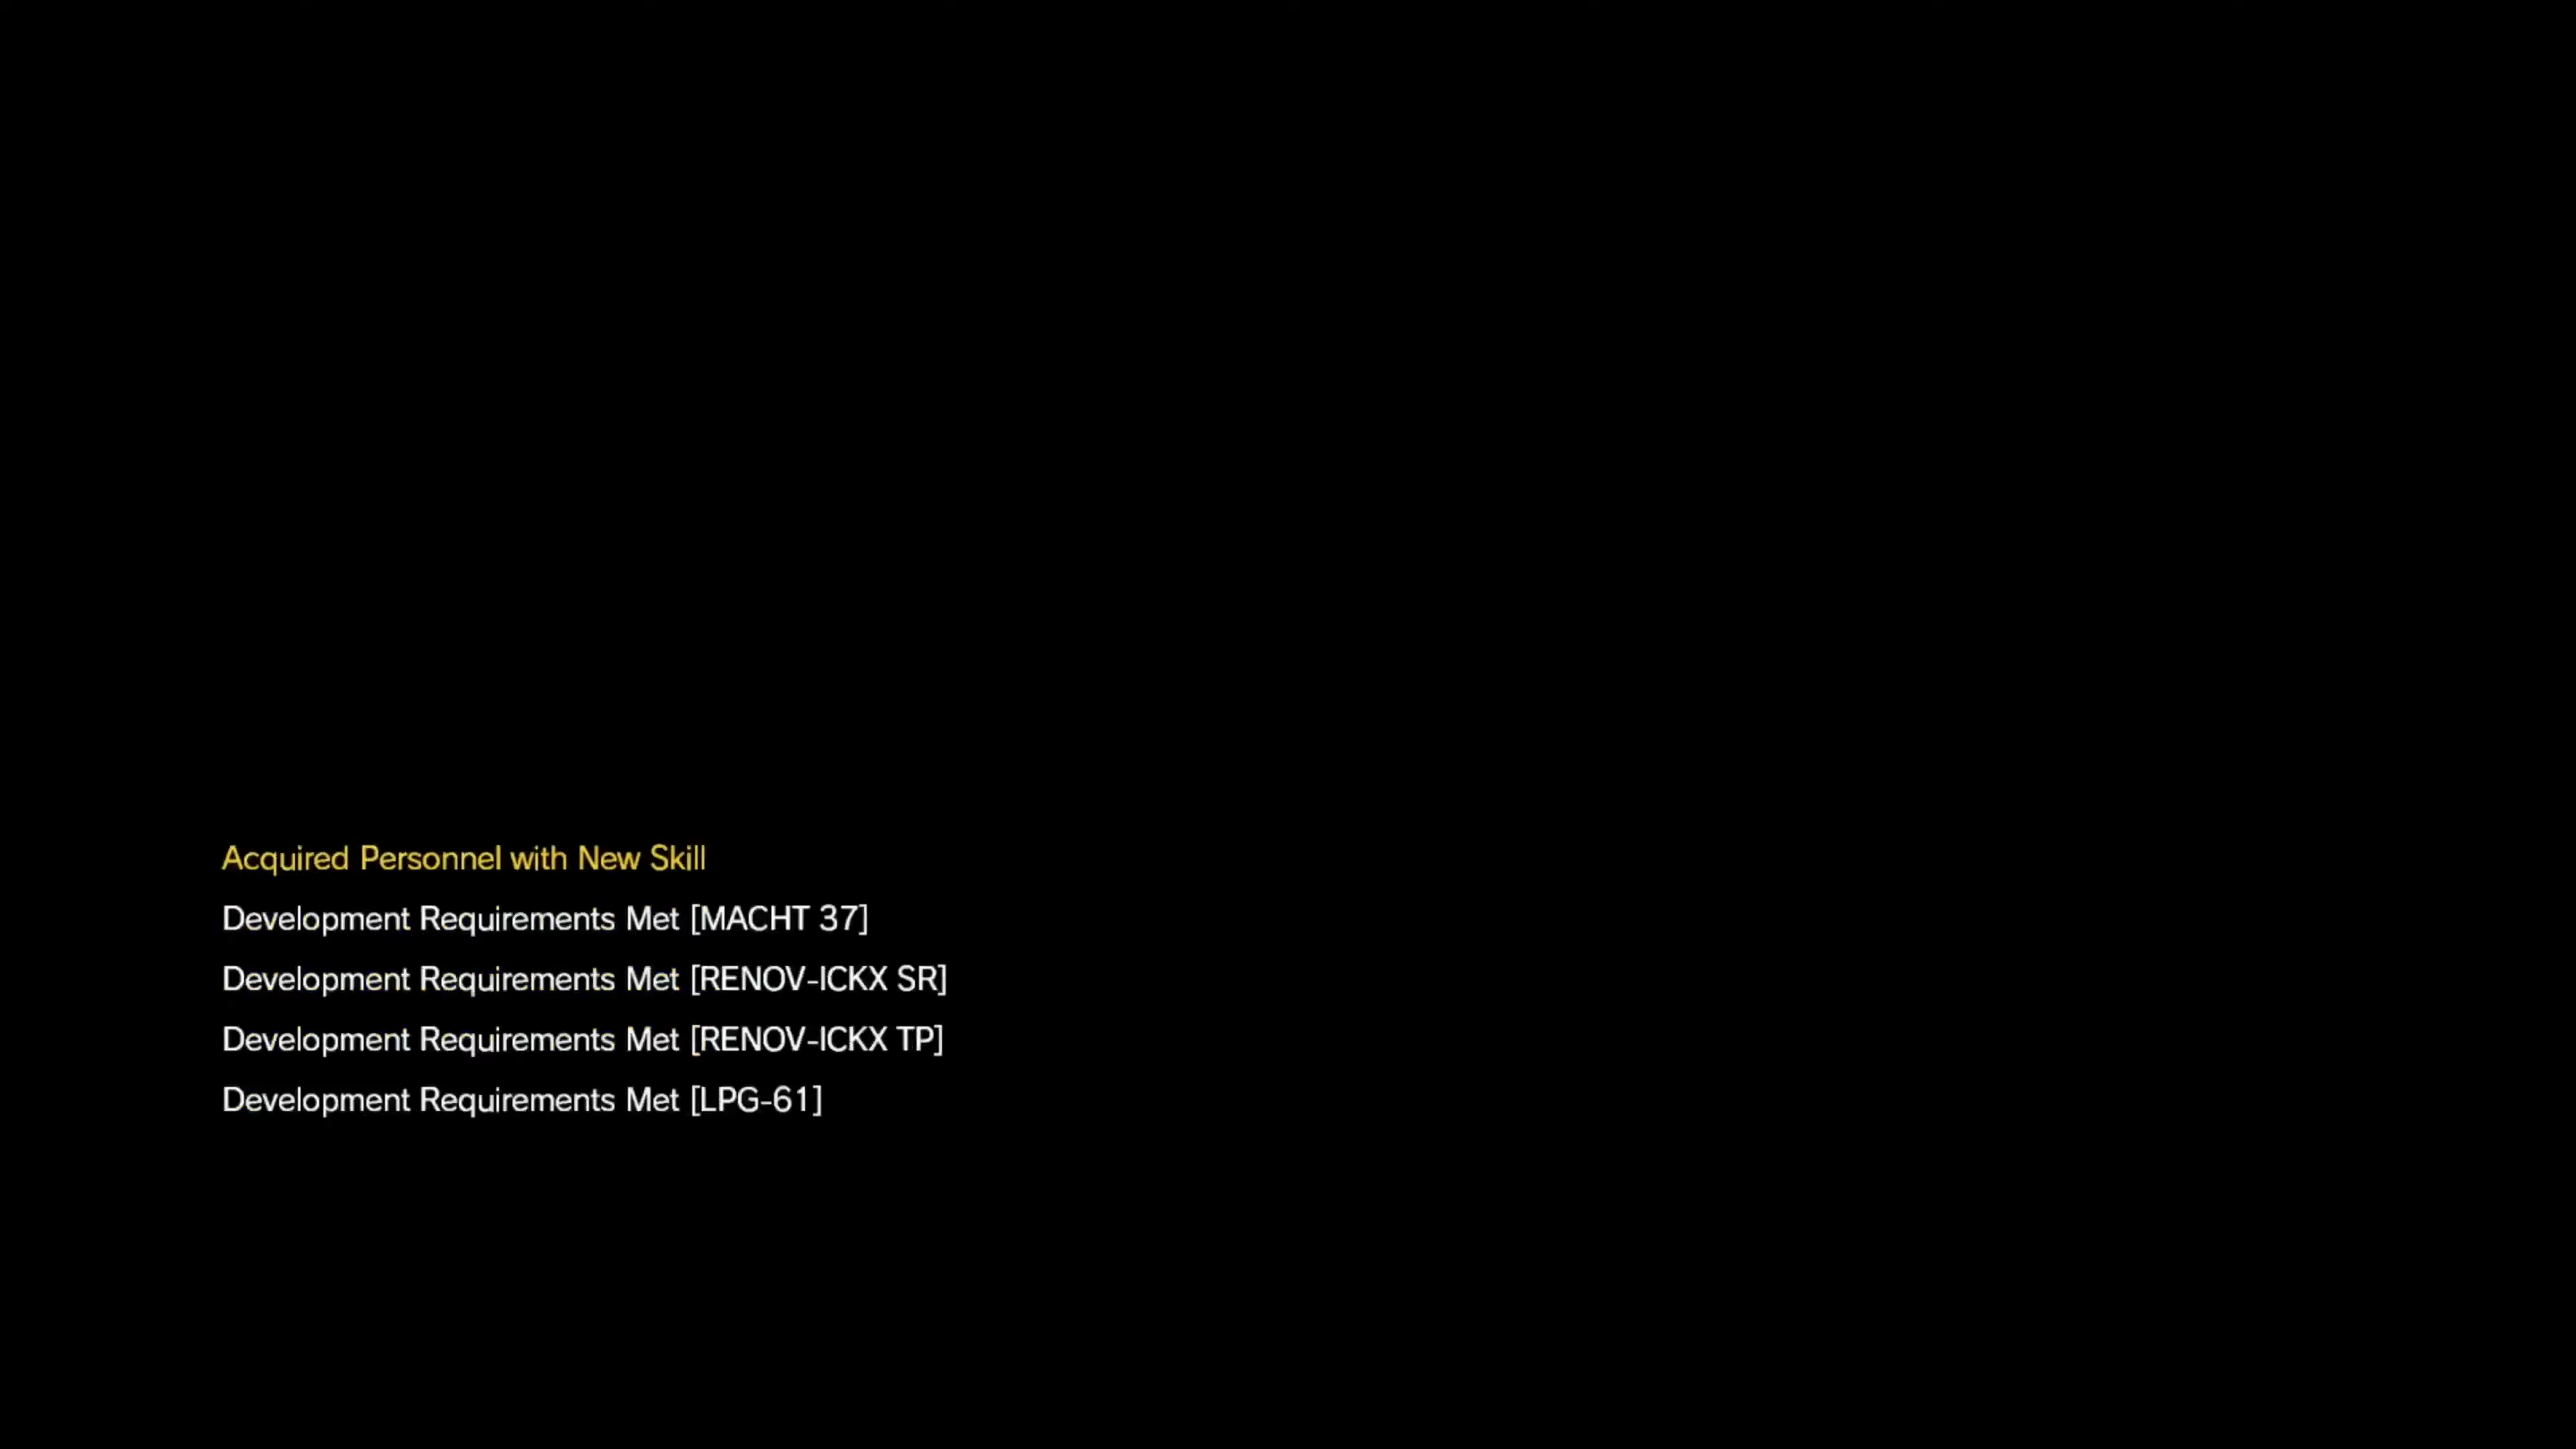 Acquired Personnel with New Skill
Development Requirements Met [MACHT 37]
Development Requirements Met [RENOV-ICKX SR]
Development Requirements Met [RENOV-ICKX TP]
Development Requirements Met [LPG-61]